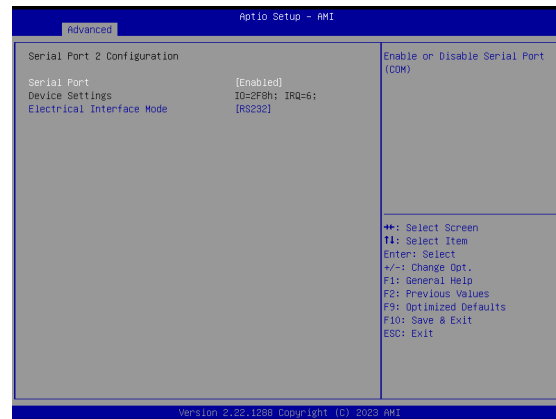 Aptio Setup - AMI
Advanced
Serial Port 2 Configuration
Serial Port [Enabled]
Device Settings IO=2F8h; IRQ=6;
Electrical Interface Mode [RS232]
Enable or Disable Serial Port
(COM)
→←: Select Screen
↑↓: Select Item
Enter: Select
+/-: Change Opt.
F1: General Help
F2: Previous Values
F9: Optimized Defaults
F10: Save & Exit
ESC: Exit
Version 2.22.1288 Copyright (C) 2023 AMI